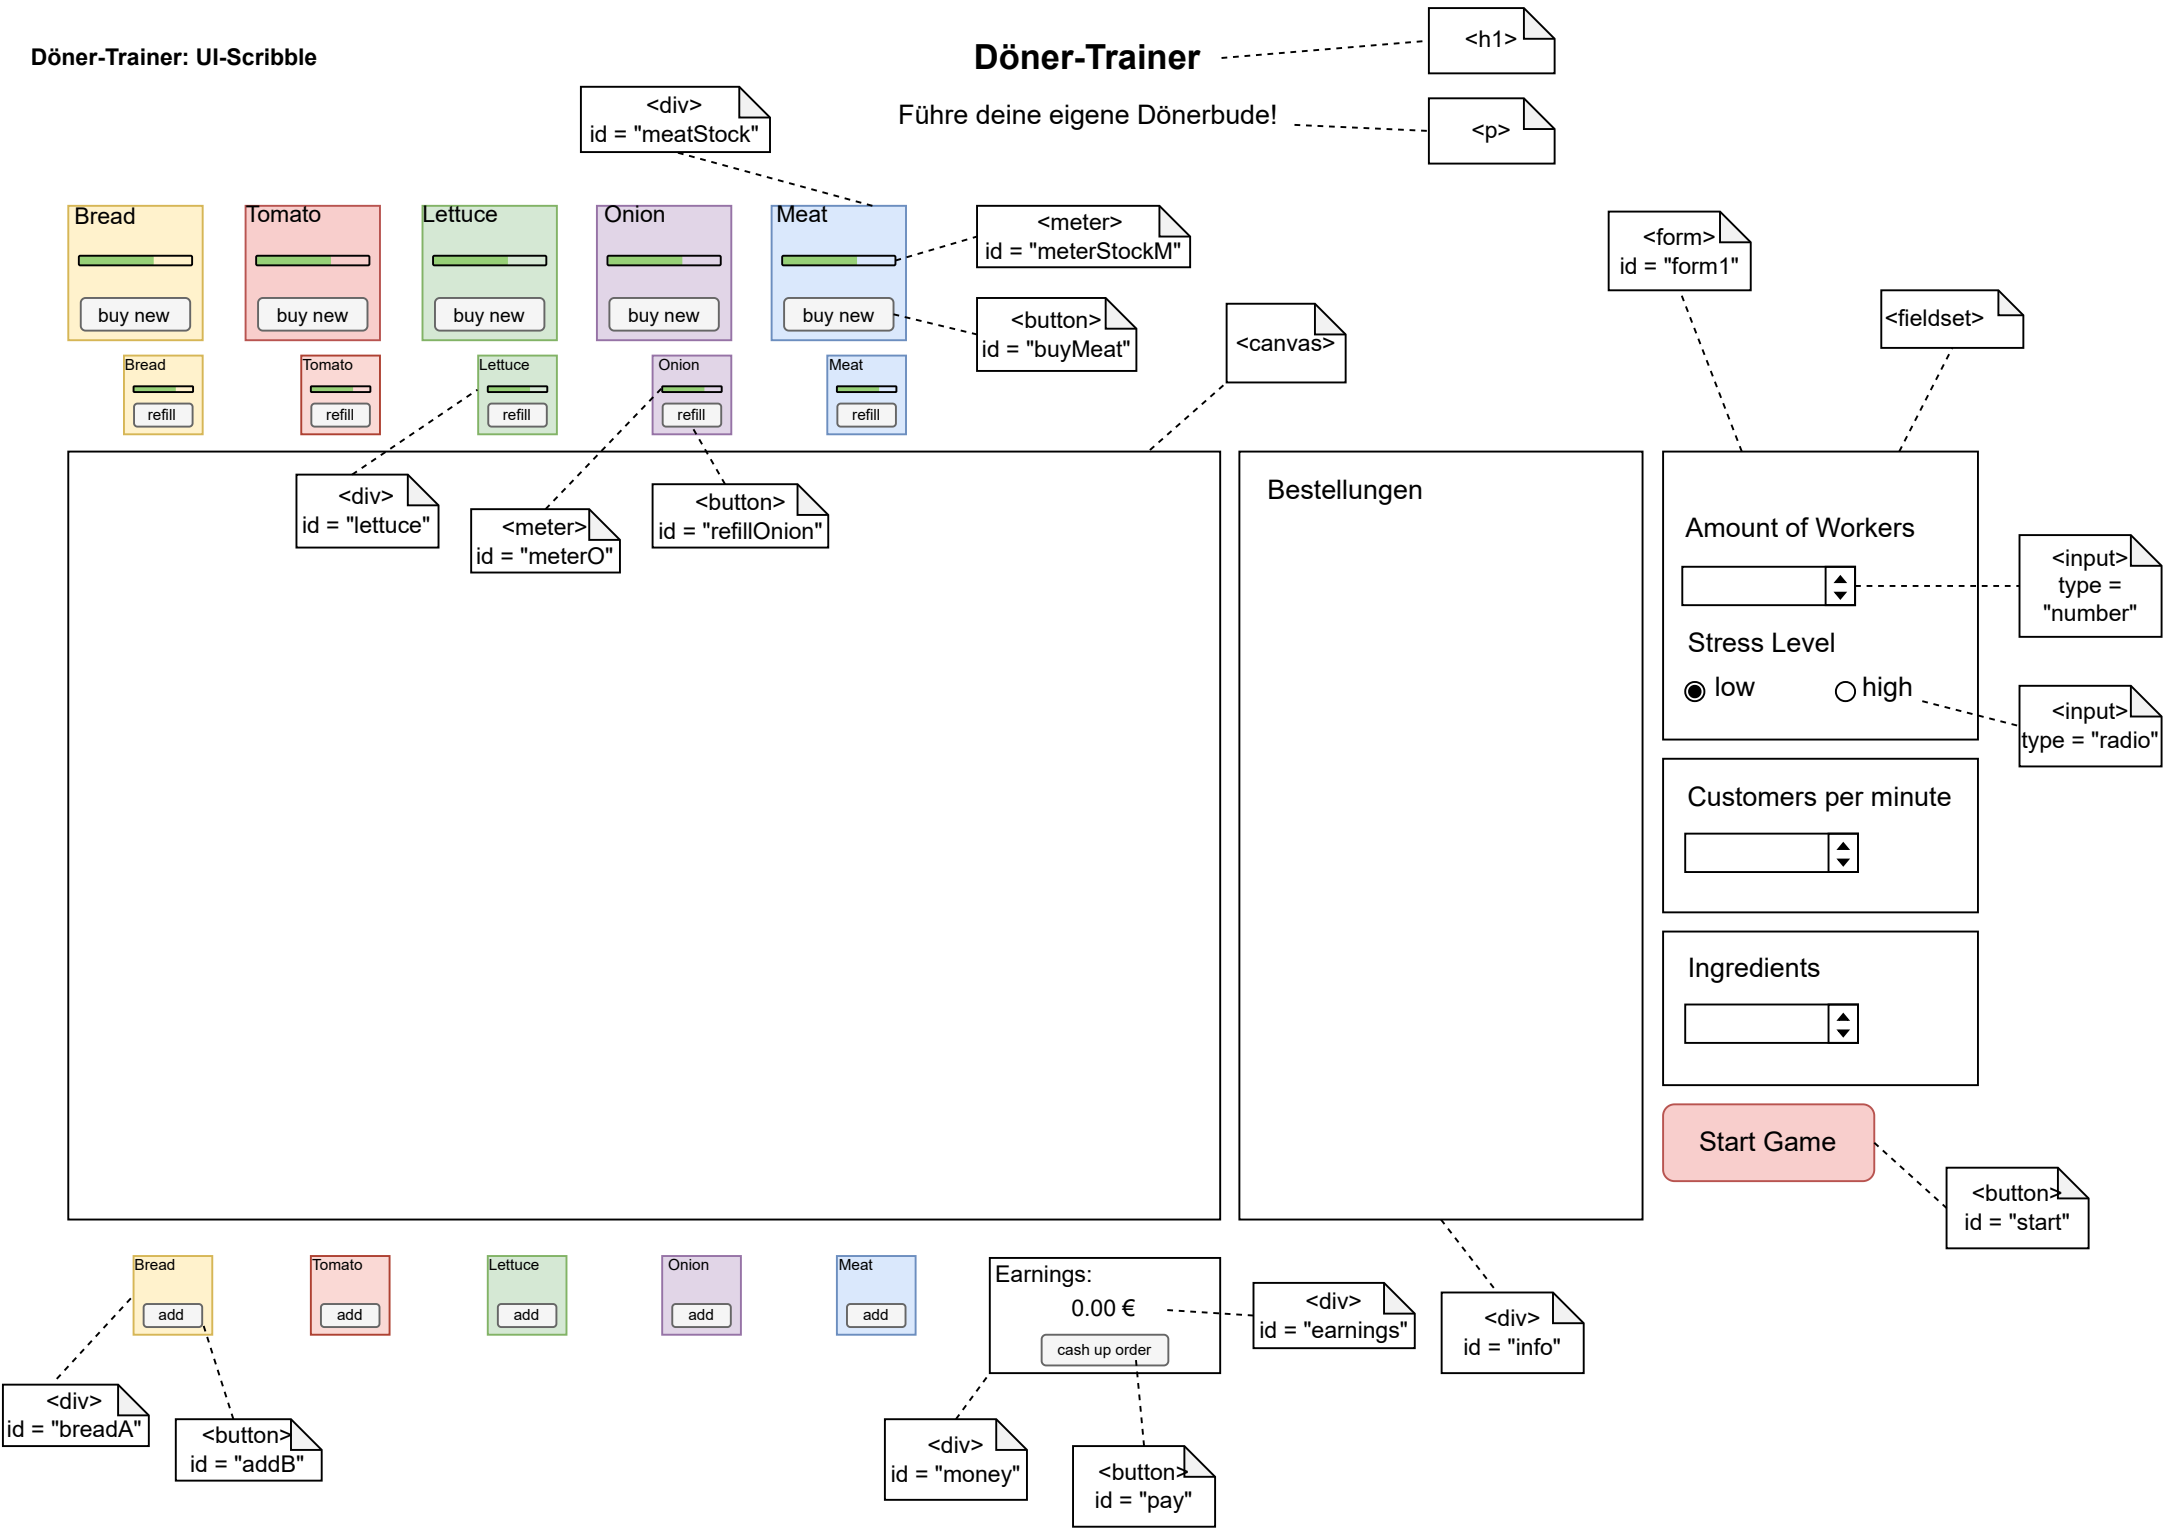 Döner-Trainer: UI-Scribble
Döner-Trainer
<h1>
Führe deine eigene Dönerbude!
<p>
<div>
id = "meatStock"
Bread
buy new
Tomato
buy new
Lettuce
buy new
Onion
buy new
Meat
buy new
<meter>
id = "meterStockM"
<button>
id = "buyMeat"
<canvas>
<form>
id = "form1"
<fieldset>
Bread
refill
Tomato
refill
Lettuce
refill
Onion
refill
Meat
refill
<div>
id = "lettuce"
<meter>
id = "meterO"
<button>
id = "refillOnion"
Bestellungen
Amount of Workers
<input>
type =
"number"
Stress Level
low
high
<input>
type = "radio"
Customers per minute
Ingredients
Start Game
<button>
id = "start"
Bread
add
Tomato
add
Lettuce
add
Onion
add
Meat
add
Earnings:
0.00 €
cash up order
<div>
id = "earnings"
<div>
id = "info"
<div>
id = "breadA"
<button>
id = "addB"
<div>
id = "money"
<button>
id = "pay"